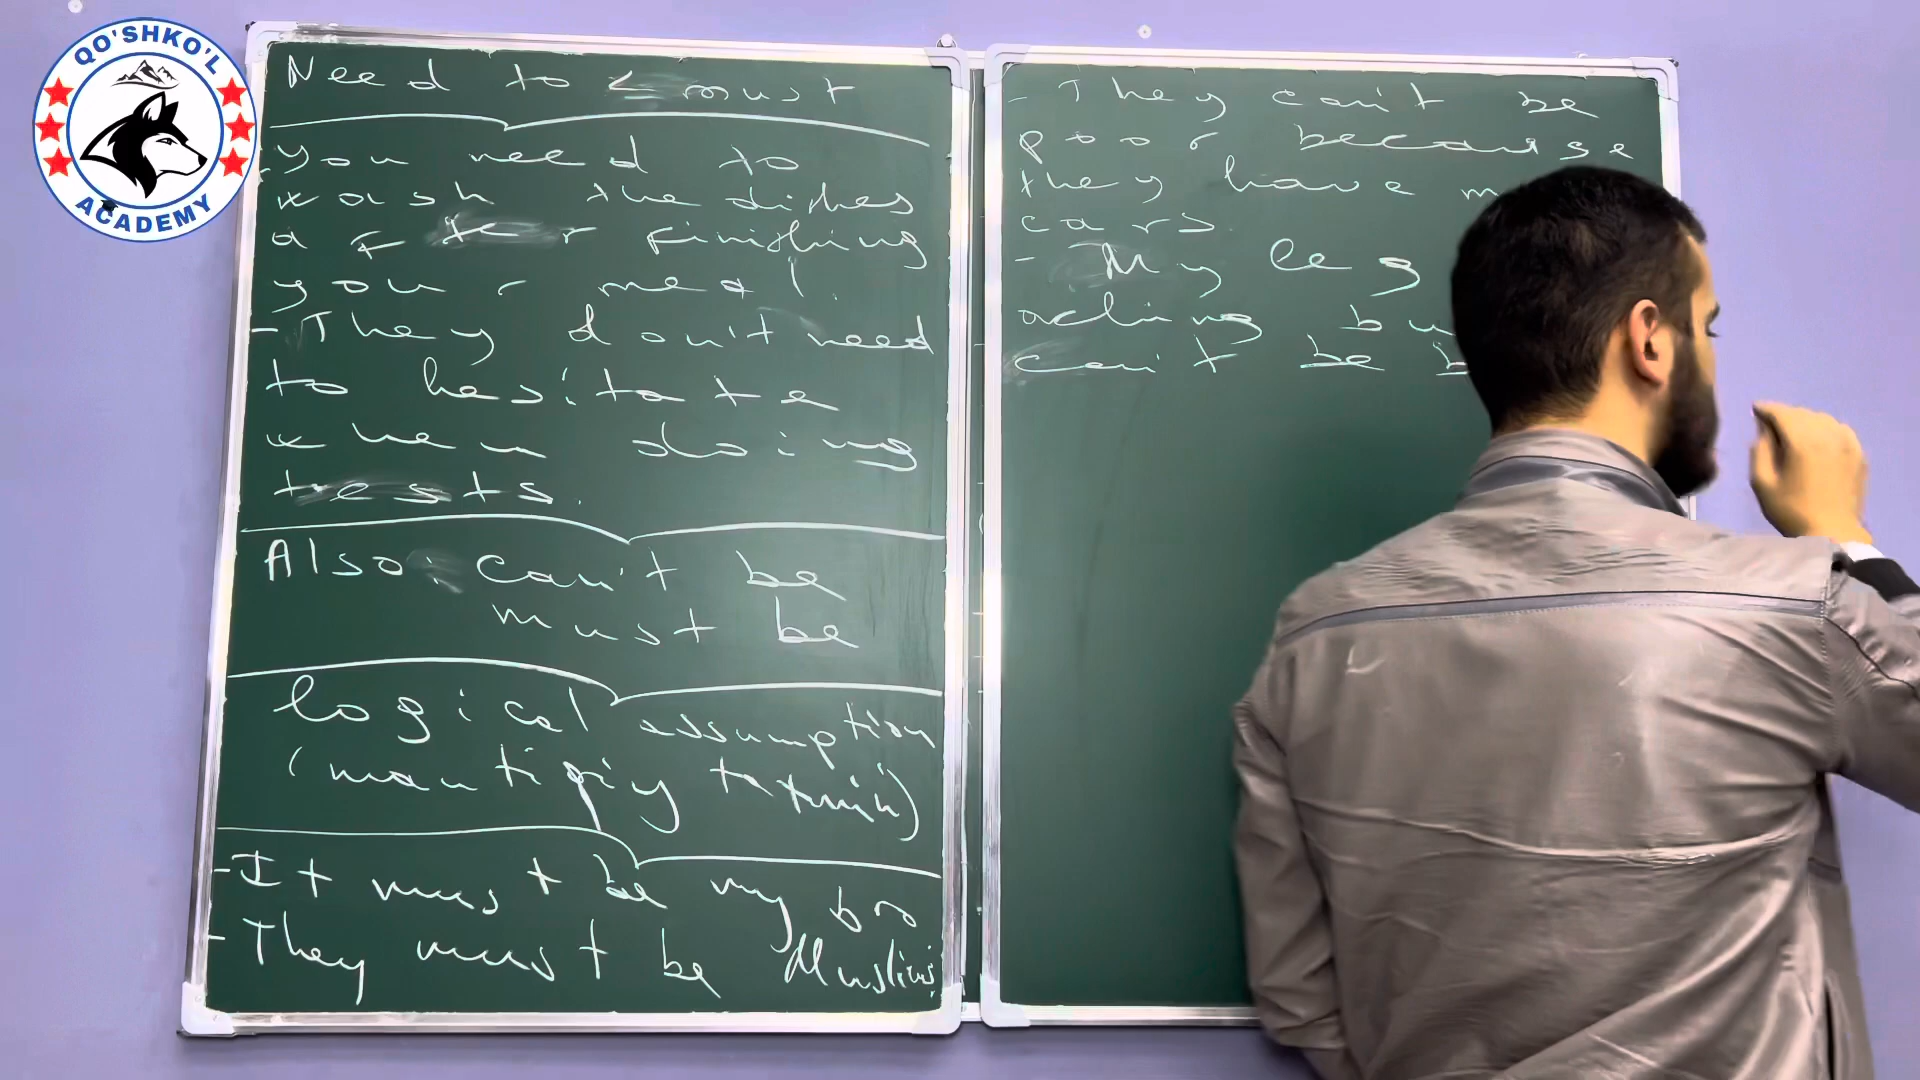 QO'SHKO'L
ACADEMY
Need to < must
you need to
wash the dishes
after finishing
your meal.
- They don't need
to hesitate
when doing
tests.
Also: can't be
must be
logical assumption
(mantiqiy taxmin)
- It must be my bro
- They must be Muslims
- They can't be
poor because
they have
cars.
- My leg
aching
can't be